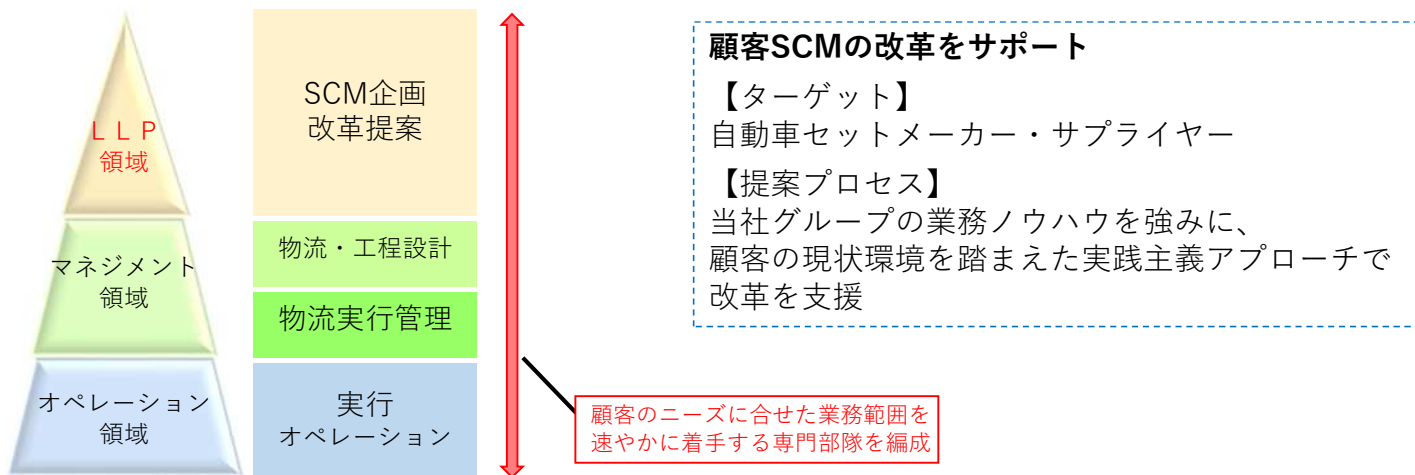 LLP
領域
マネジメント
領域
オペレーション
領域
SCM企画
改革提案
物流・工程設計
物流実行管理
実行
オペレーション
顧客SCMの改革をサポート
【ターゲット】
自動車セットメーカー・サプライヤー
【提案プロセス】
当社グループの業務ノウハウを強みに、
顧客の現状環境を踏まえた実践主義アプローチで
改革を支援
顧客のニーズに合せた業務範囲を
速やかに着手する専門部隊を編成